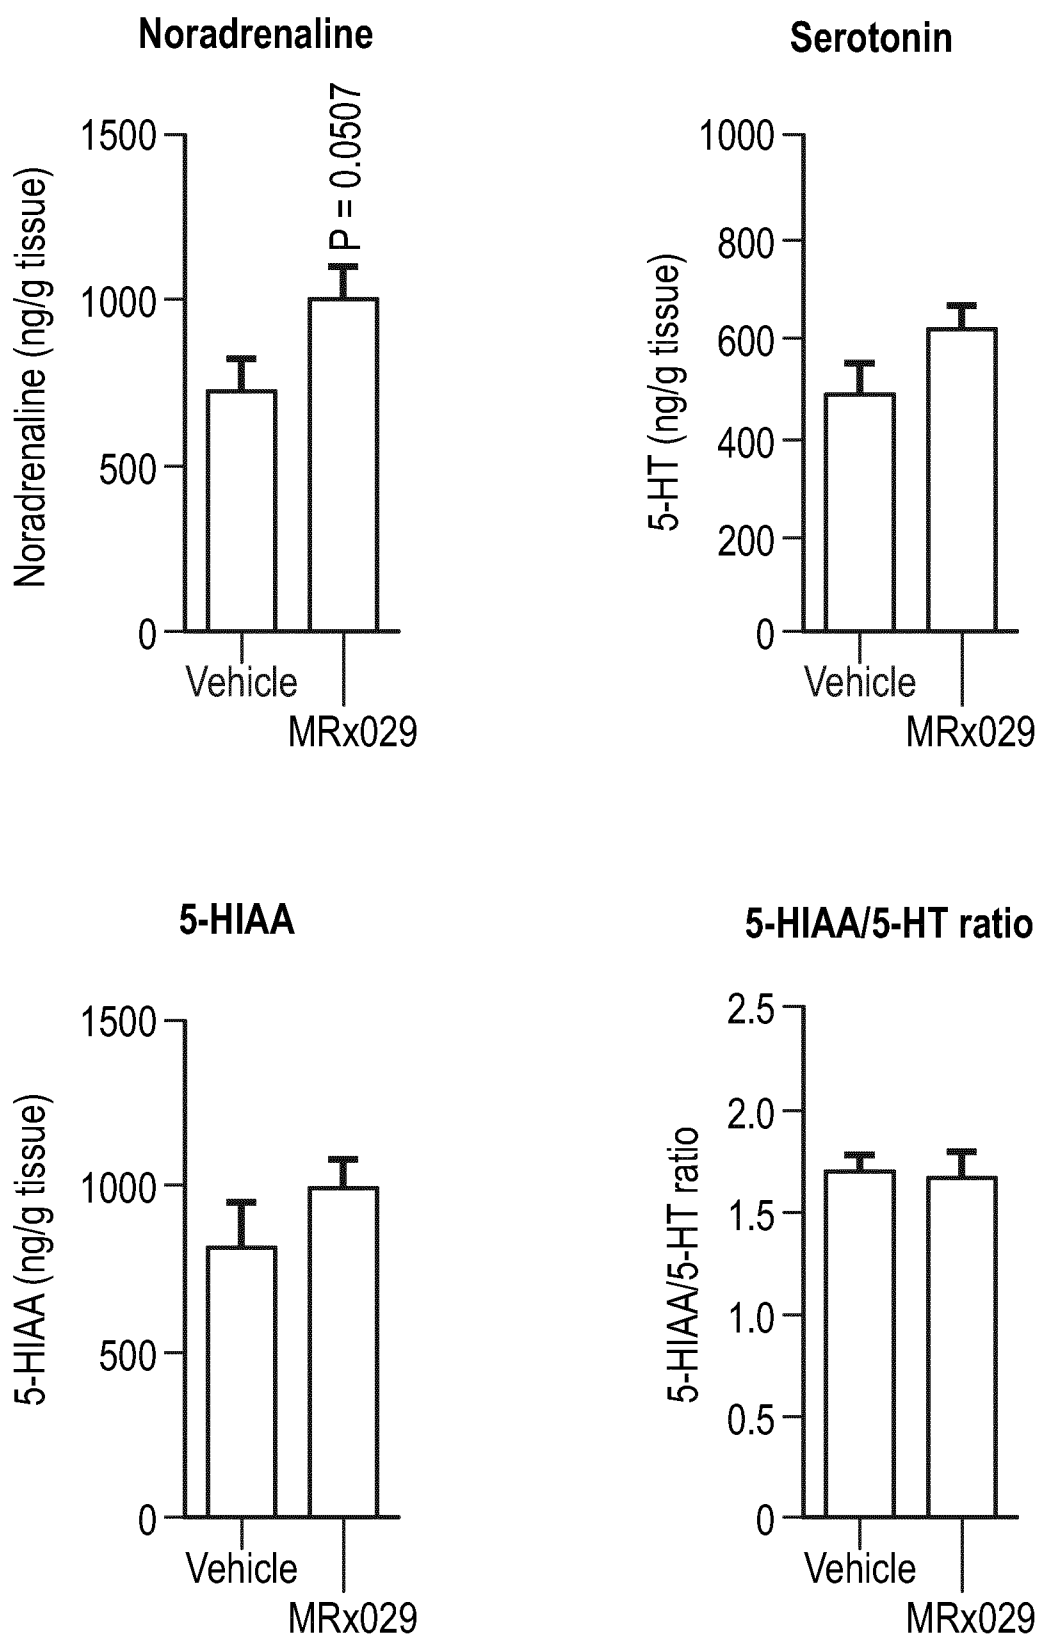 Noradrenaline
Noradrenaline (ng/g tissue)
1500
1000
500
0
P = 0.0507
Vehicle
MRx029
Serotonin
5-HT (ng/g tissue)
1000
800
600
400
200
0
Vehicle
MRx029
5-HIAA
5-HIAA (ng/g tissue)
1500
1000
500
0
Vehicle
MRx029
5-HIAA/5-HT ratio
5-HIAA/5-HT ratio
2.5
2.0
1.5
1.0
0.5
0
Vehicle
MRx029